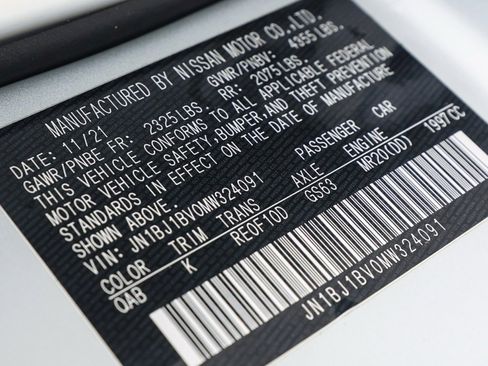 MANUFACTURED BY NISSAN MOTOR CO., LTD.
DATE: 11/21 GVWR/PNBV: 4355 LBS.
GAWR/PNBE FR: 2325 LBS. RR: 2075 LBS.
THIS VEHICLE CONFORMS TO ALL APPLICABLE FEDERAL
MOTOR VEHICLE SAFETY, BUMPER, AND THEFT PREVENTION
STANDARDS IN EFFECT ON THE DATE OF MANUFACTURE
SHOWN ABOVE.
VIN: JN1BJ1BV0MW324091 PASSENGER CAR
COLOR TRIM TRANS AXLE ENGINE
QAB K RE0F10D GS63 MR20(DD) 1997CC
JN1BJ1BV0MW324091